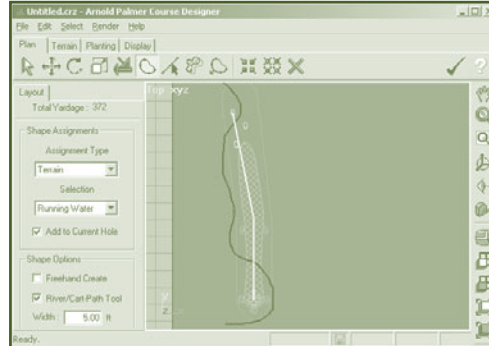 Untitled.crz - Arnold Palmer Course Designer
File Edit Select Render Help
Plan Terrain Planting Display
Layout
Total Yardage : 372
Shape Assignments
Assignment Type
Terrain
Selection
Running Water
Add to Current Hole
Shape Options
Freehand Create
River/Cart-Path Tool
Width : 5.00 ft
Top xyz
y
z
Ready.